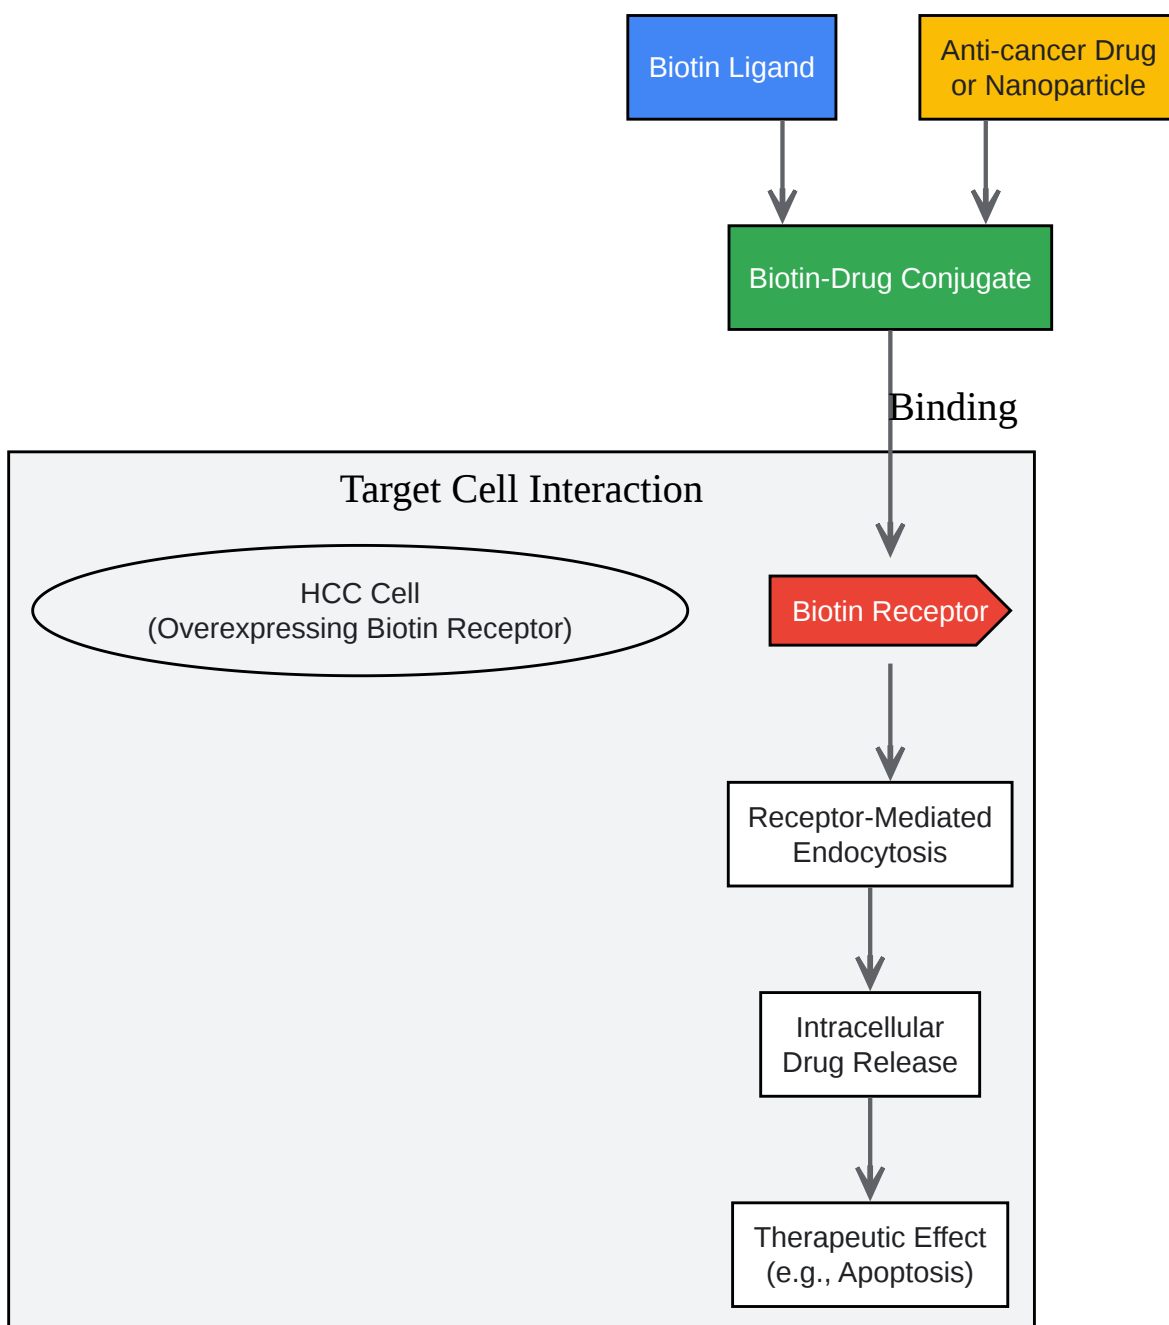 Biotin Ligand
Anti-cancer Drug
or Nanoparticle
Biotin-Drug Conjugate
Binding
Target Cell Interaction
HCC Cell
(Overexpressing Biotin Receptor)
Biotin Receptor
Receptor-Mediated
Endocytosis
Intracellular
Drug Release
Therapeutic Effect
(e.g., Apoptosis)